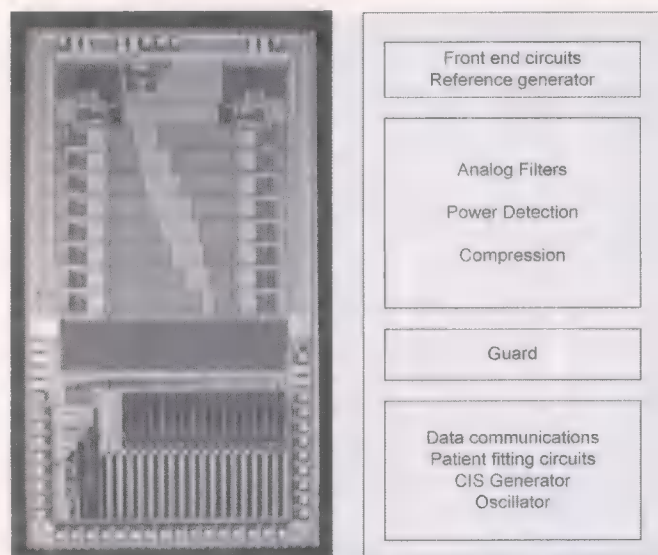 Front end circuits
Reference generator
Analog Filters
Power Detection
Compression
Guard
Data communications
Patient fitting circuits
CIS Generator
Oscillator